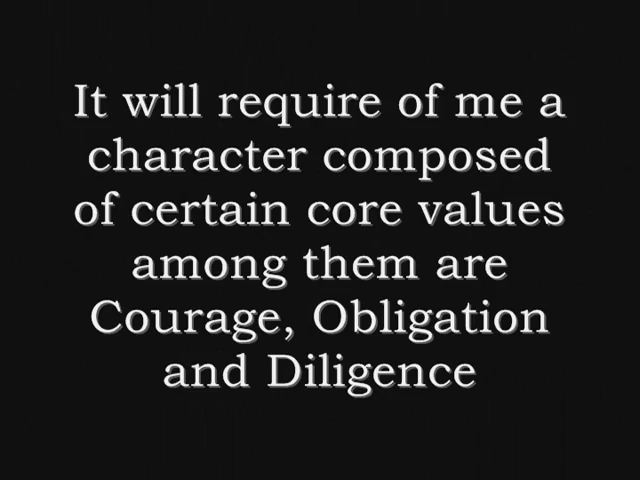 It will require of me a
character composed
of certain core values
among them are
Courage, Obligation
and Diligence